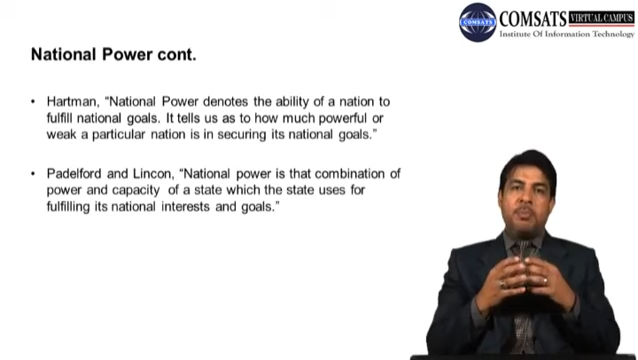 COMSATS
COMSATS VIRTUAL CAMPUS
Institute Of Information Technology
National Power cont.
• Hartman, “National Power denotes the ability of a nation to
fulfill national goals. It tells us as to how much powerful or
weak a particular nation is in securing its national goals.”
• Padelford and Lincon, “National power is that combination of
power and capacity of a state which the state uses for
fulfilling its national interests and goals.”